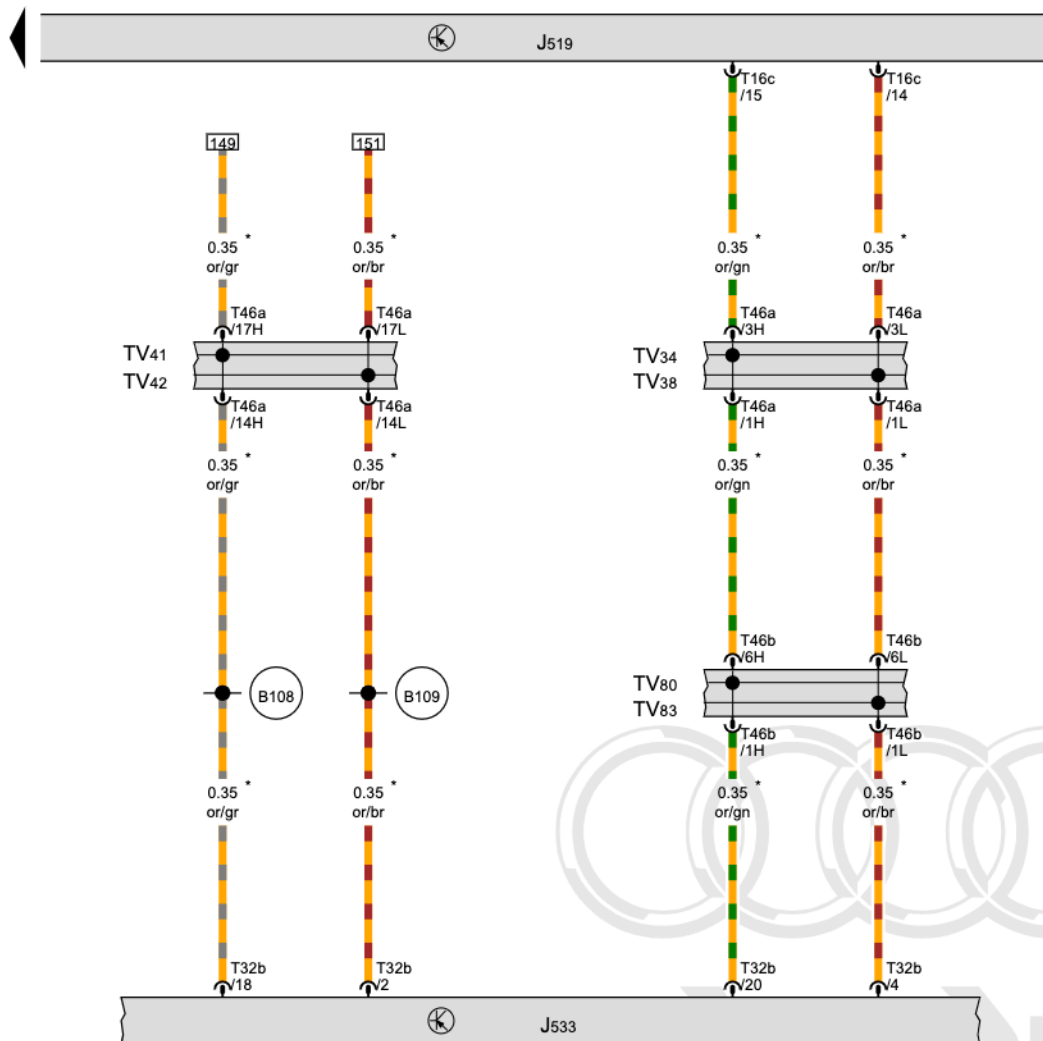 J519
T16c
/15
T16c
/14
149
151
0.35 *
or/gr
0.35 *
or/br
0.35 *
or/gn
0.35 *
or/br
T46a
/17H
T46a
/17L
T46a
/3H
T46a
/3L
TV41
TV42
TV34
TV38
T46a
/14H
T46a
/14L
T46a
/1H
T46a
/1L
0.35 *
or/gr
0.35 *
or/br
0.35 *
or/gn
0.35 *
or/br
T46b
/6H
T46b
/6L
B108
B109
TV80
TV83
T46b
/1H
T46b
/1L
0.35 *
or/gr
0.35 *
or/br
0.35 *
or/gn
0.35 *
or/br
T32b
/18
T32b
/2
T32b
/20
T32b
/4
J533